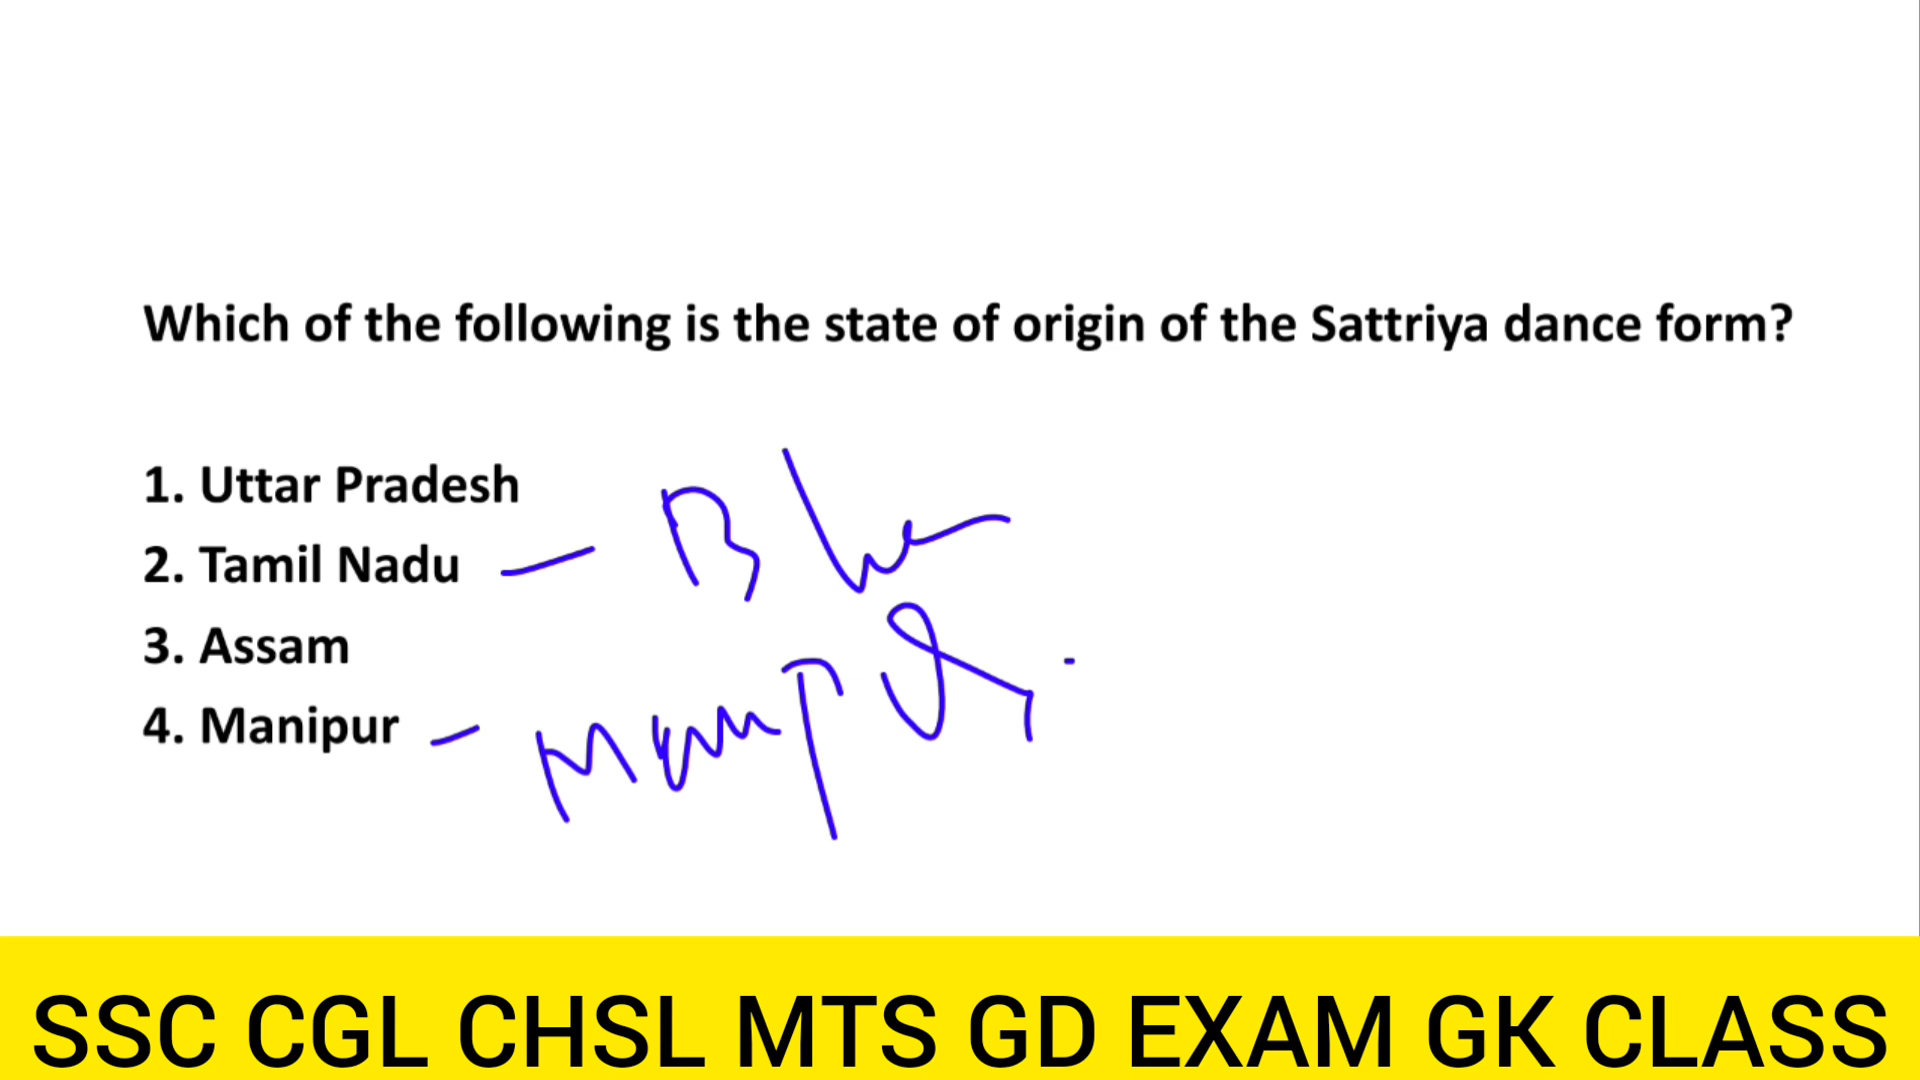 Which of the following is the state of origin of the Sattriya dance form?
1. Uttar Pradesh
2. Tamil Nadu –
3. Assam
4. Manipur –
SSC CGL CHSL MTS GD EXAM GK CLASS